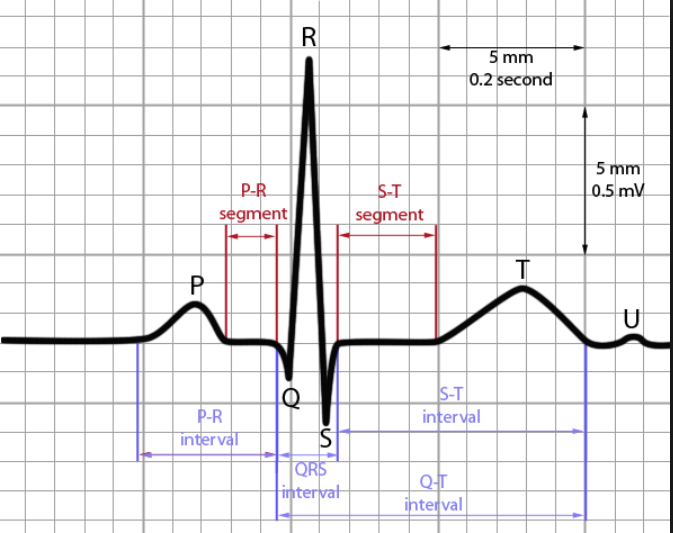 R
5 mm
0.2 second
5 mm
0.5 mV
P-R
segment
S-T
segment
P
T
U
Q
S
S-T
interval
P-R
interval
QRS
interval
Q-T
interval